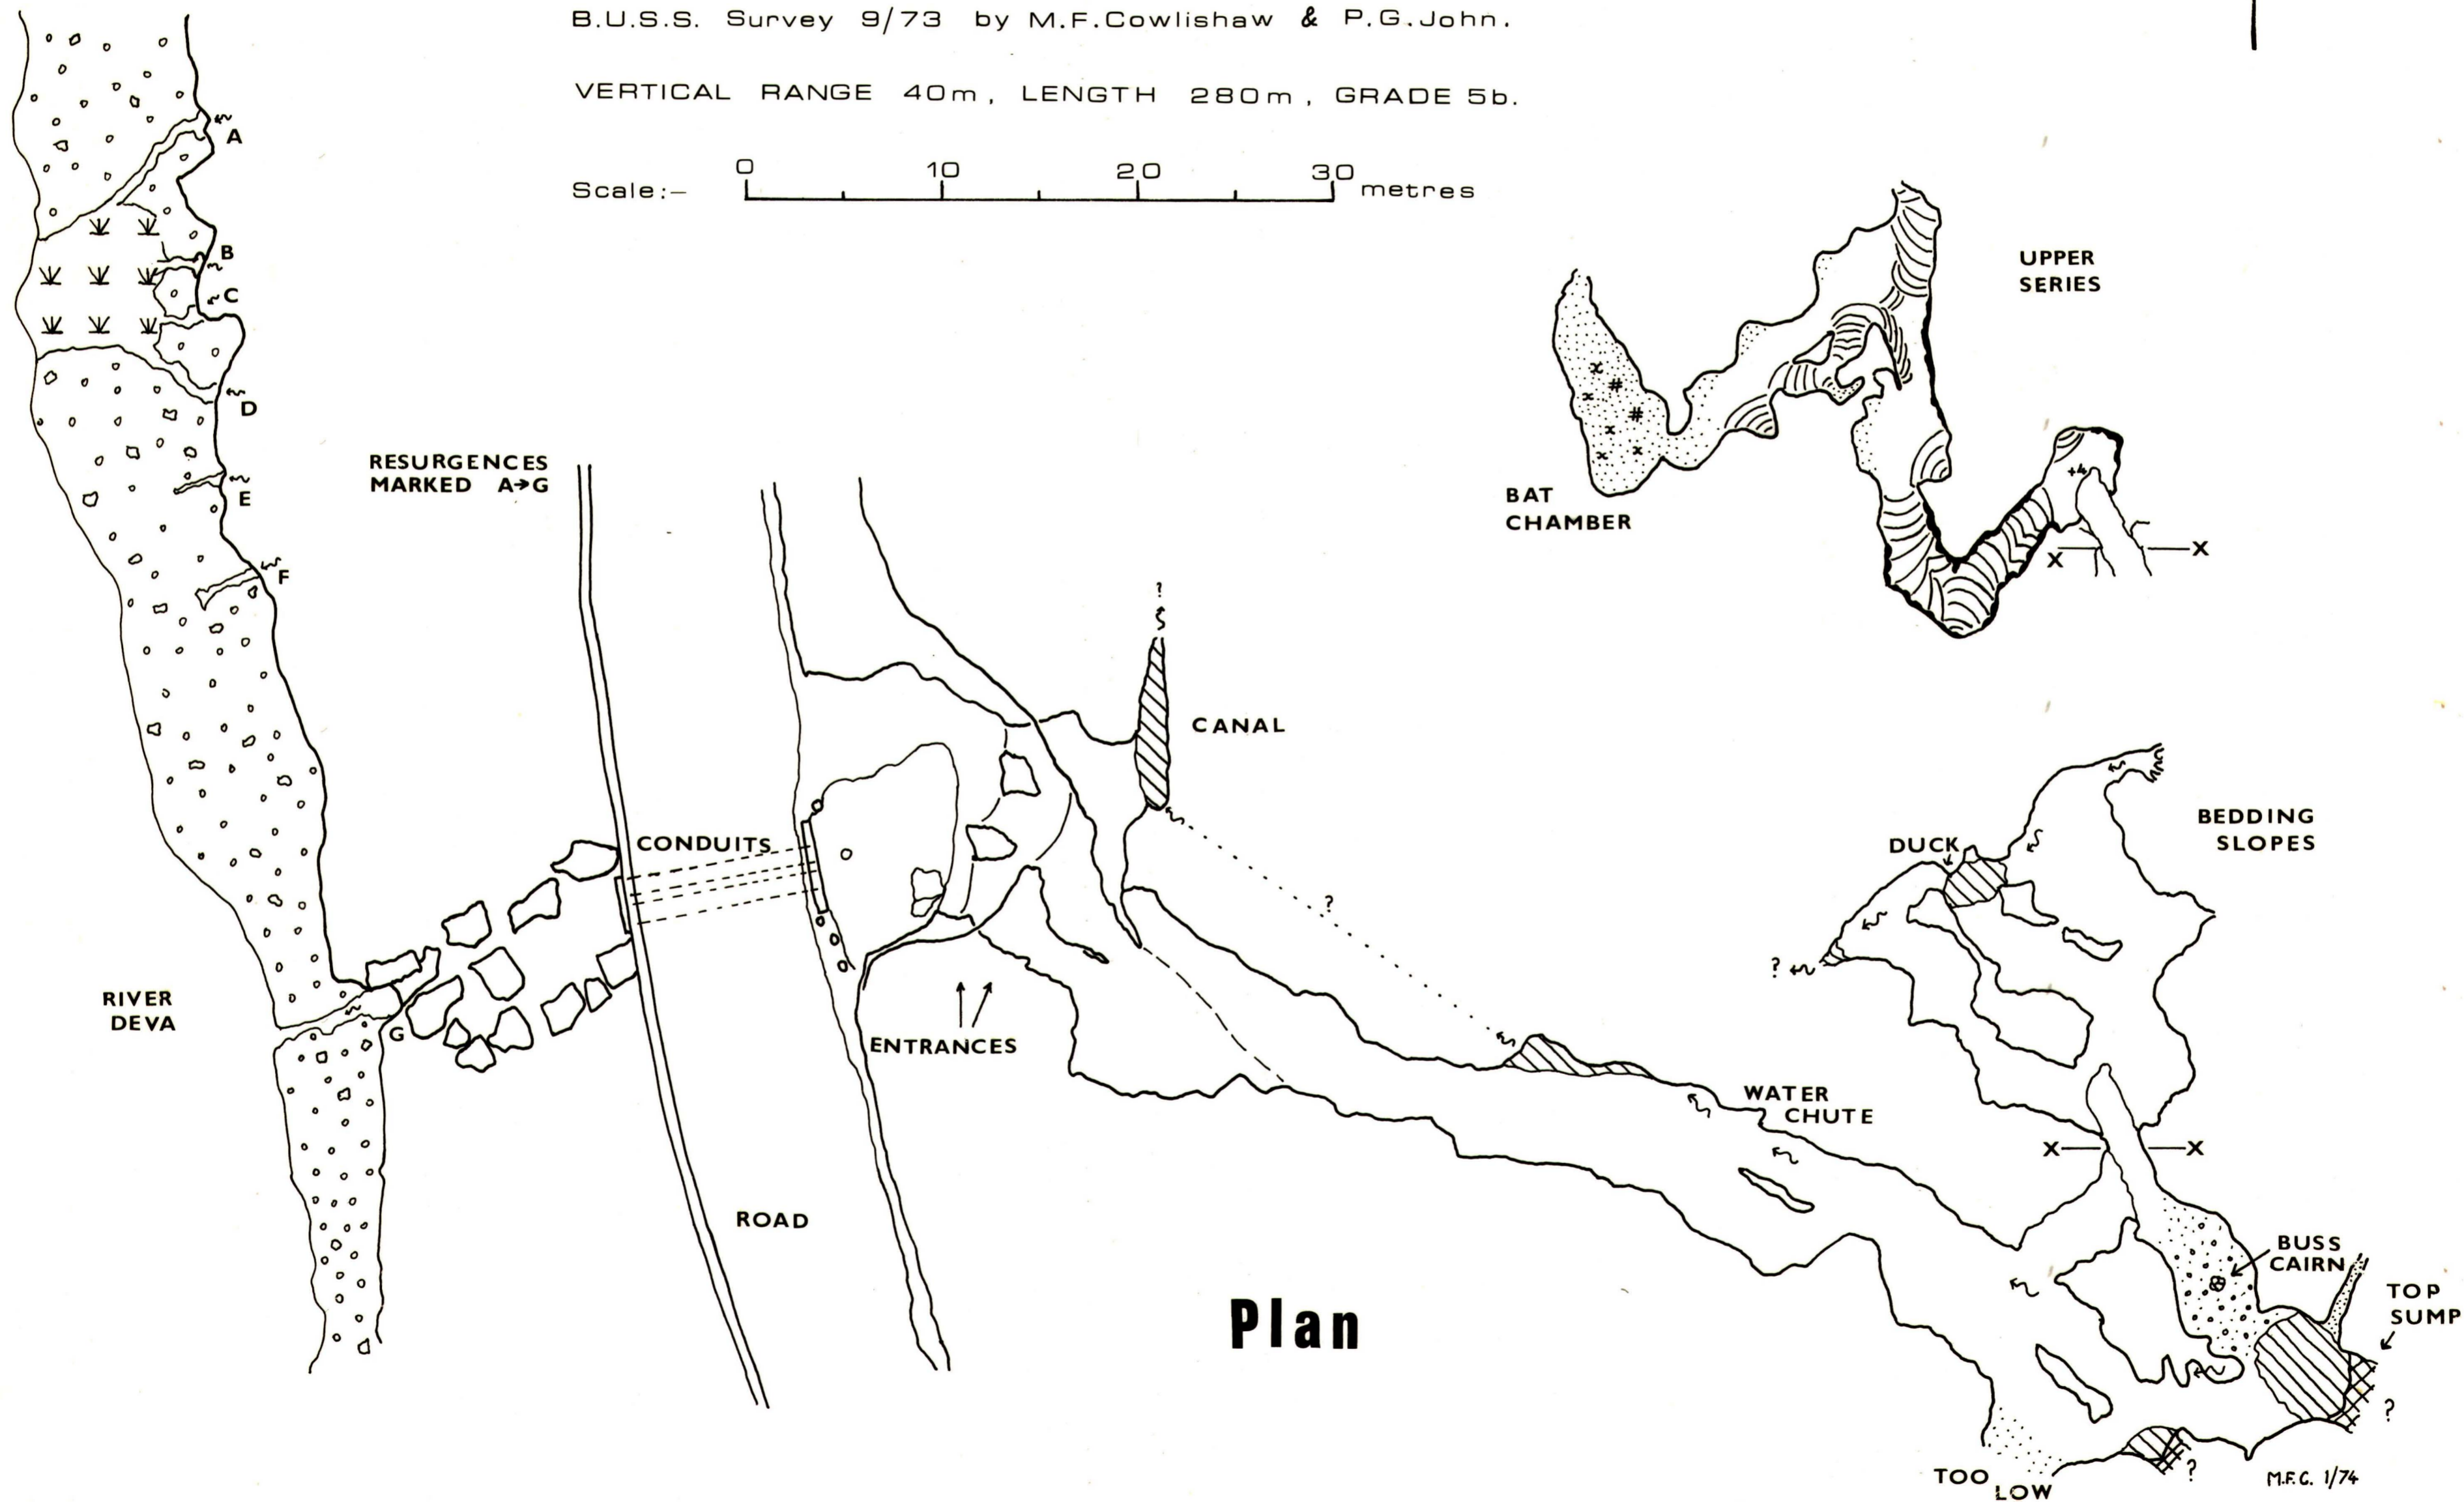 B.U.S.S. Survey 9/73 by M.F.Cowlishaw & P.G.John.
VERTICAL RANGE 40m, LENGTH 280m, GRADE 5b.
Scale:– 0 10 20 30 metres
A
B
C
D
E
F
G
RESURGENCES
MARKED A→G
UPPER
SERIES
BAT
CHAMBER
+4
X X
?
CANAL
CONDUITS
?
BEDDING
SLOPES
DUCK
?
RIVER
DEVA
ENTRANCES
WATER
CHUTE
X X
ROAD
BUSS
CAIRN
TOP
SUMP
?
Plan
TOO
LOW
?
M.F.C. 1/74